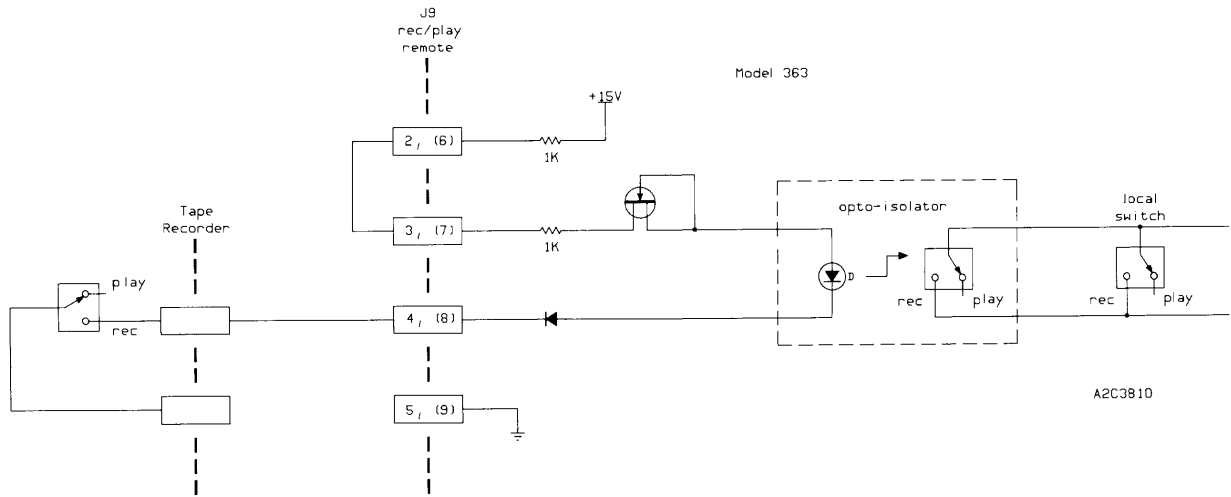 J9
rec/play
remote
Model 363
+15V
2, (6)
1K
Tape
Recorder
3, (7)
1K
opto-isolator
local
switch
D
play
rec
rec
play
rec
play
4, (8)
5, (9)
A2C3810